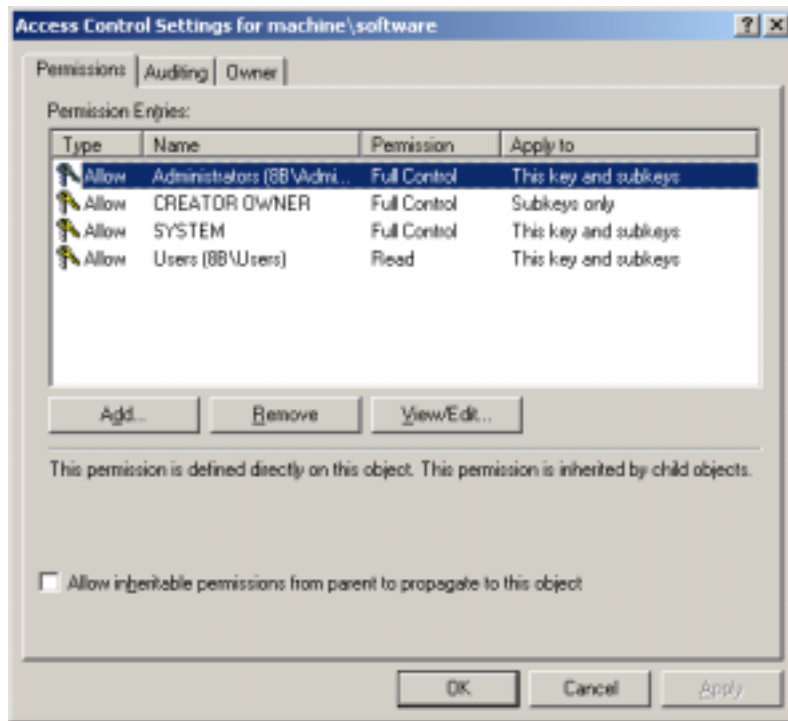 Access Control Settings for machine\software
Permissions Auditing Owner
Permission Entries:
Type Name Permission Apply to
Allow Administrators (8B\Admi... Full Control This key and subkeys
Allow CREATOR OWNER Full Control Subkeys only
Allow SYSTEM Full Control This key and subkeys
Allow Users (8B\Users) Read This key and subkeys
Add... Remove View/Edit...
This permission is defined directly on this object. This permission is inherited by child objects.
Allow inheritable permissions from parent to propagate to this object
OK Cancel Apply